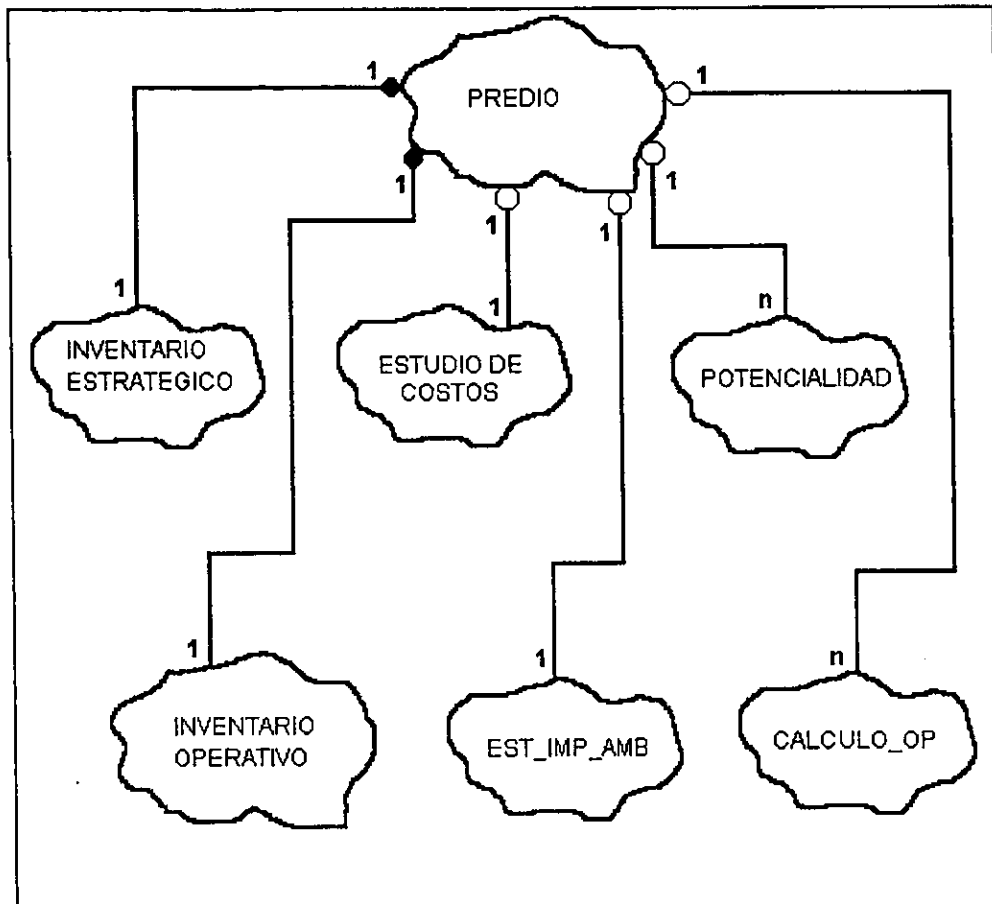 1
PREDIO
1
1
1
1
1
1
1
INVENTARIO
ESTRATEGICO
1
ESTUDIO DE
COSTOS
n
POTENCIALIDAD
1
INVENTARIO
OPERATIVO
1
EST_IMP_AMB
n
CALCULO_OP